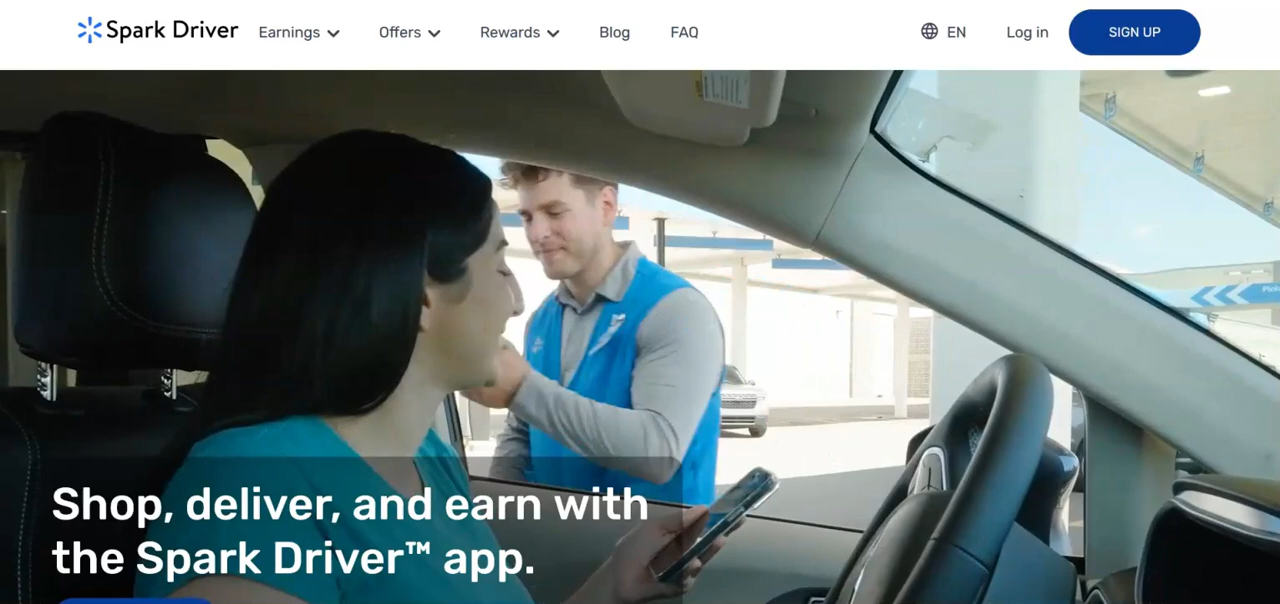 Spark Driver Earnings Offers Rewards Blog FAQ EN Log in SIGN UP
Shop, deliver, and earn with
the Spark Driver™ app.